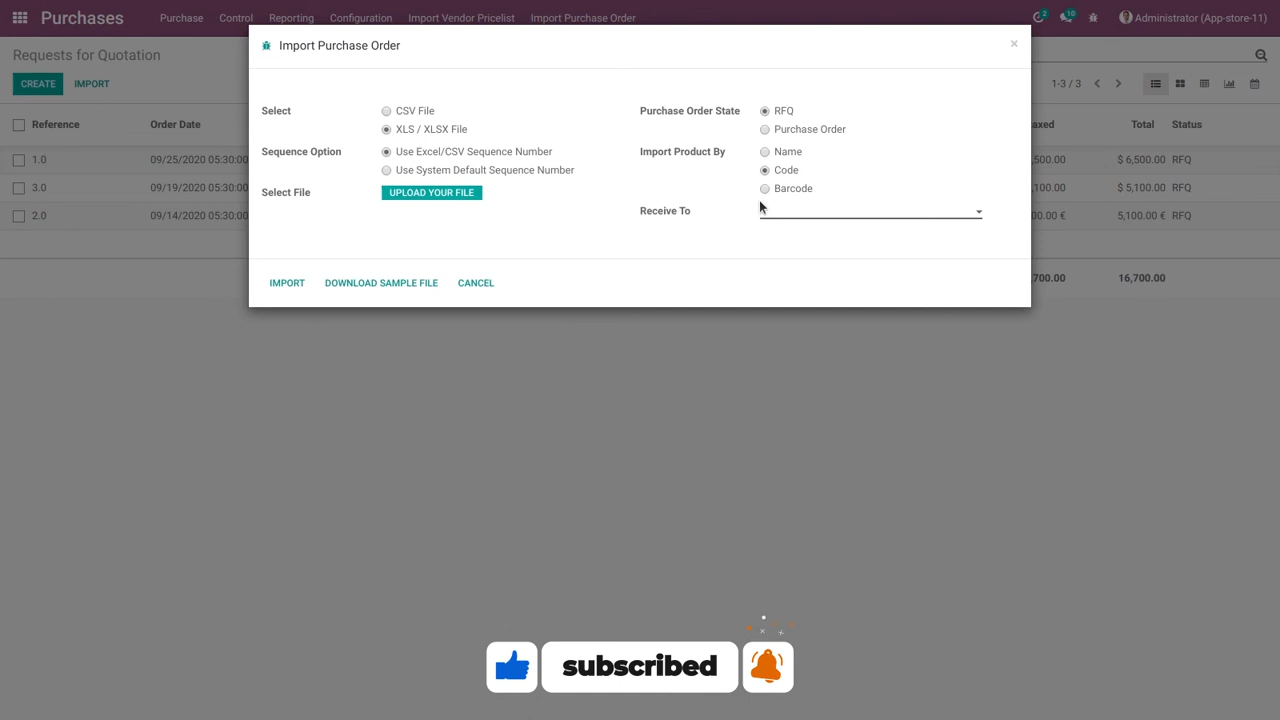 Purchases Purchase Control Reporting Configuration Import Vendor Pricelist Import Purchase Order 2 10 Administrator (App-store-11)
Import Purchase Order ×
Requests for Quotation
CREATE IMPORT
1-3 / 3
Select CSV File
XLS / XLSX File
Sequence Option Use Excel/CSV Sequence Number
Use System Default Sequence Number
Select File UPLOAD YOUR FILE
Purchase Order State RFQ
Purchase Order
Import Product By Name
Code
Barcode
Receive To
IMPORT DOWNLOAD SAMPLE FILE CANCEL
Reference Order Date axed Total Status
1.0 09/25/2020 05:30:00 ,500.00 $ 6,500.00 RFQ
3.0 09/19/2020 05:30:00 ,100.00 RFQ
2.0 09/14/2020 05:30:00 00.00 € 5,100.00 € RFQ
,700.00 16,700.00
subscribed